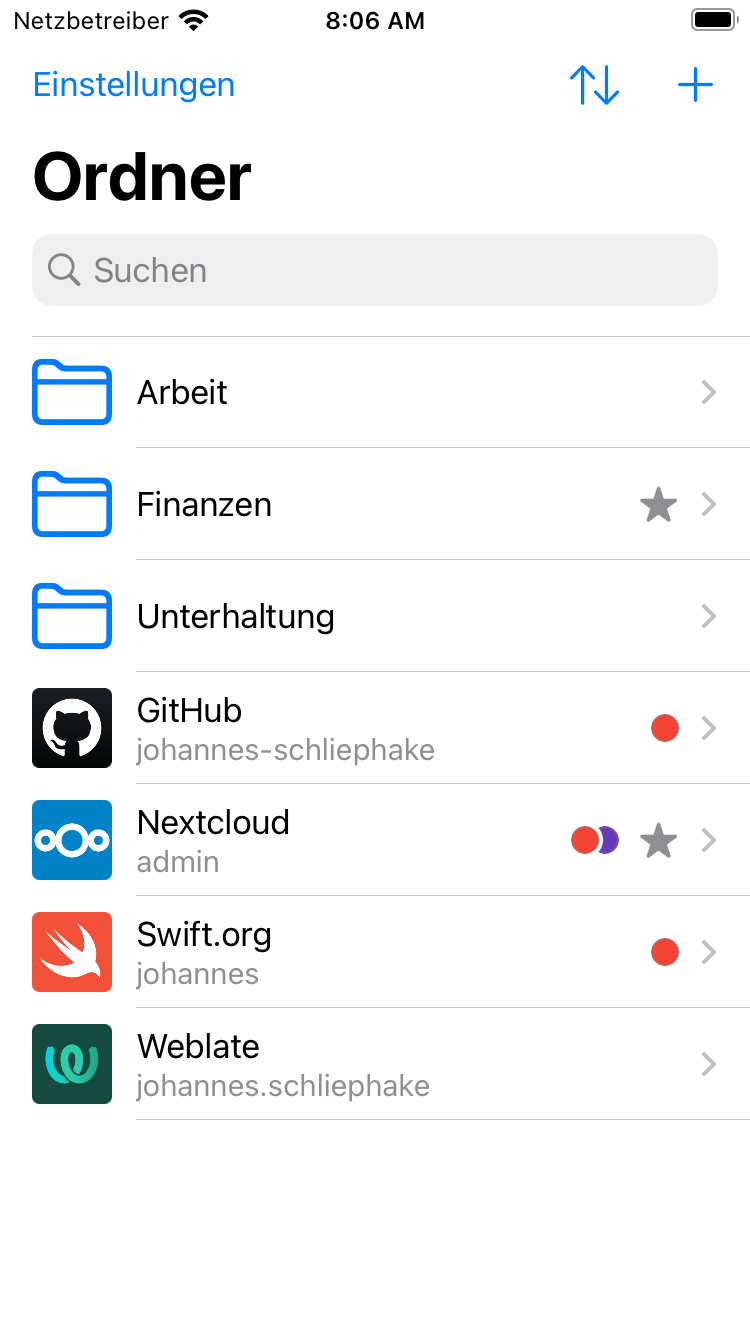 Netzbetreiber 8:06 AM
Einstellungen
Ordner
Suchen
Arbeit
Finanzen
Unterhaltung
GitHub
johannes-schliephake
Nextcloud
admin
Swift.org
johannes
Weblate
johannes.schliephake